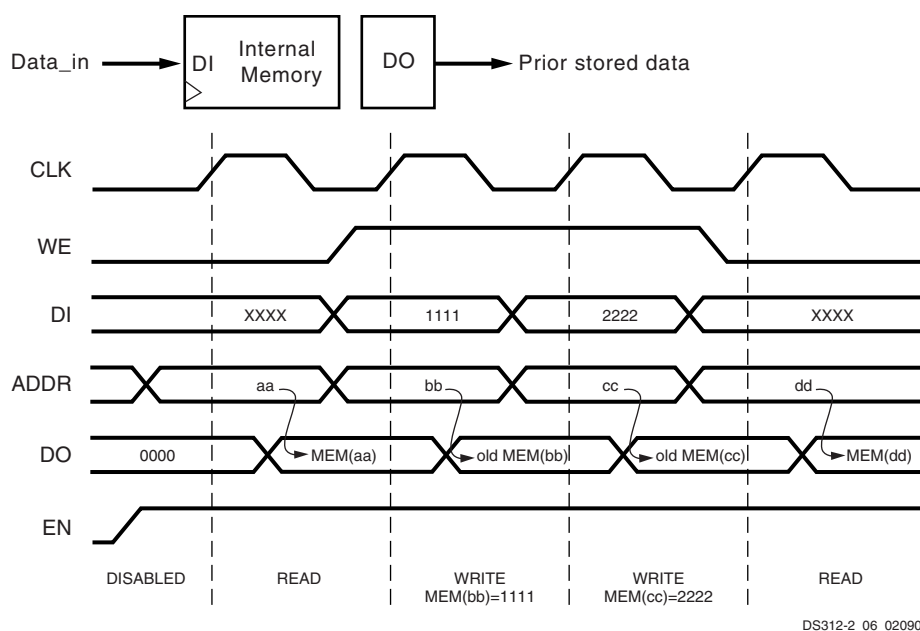 Data_in
DI
Internal
Memory
DO
Prior stored data
CLK
WE
DI
XXXX
1111
2222
XXXX
ADDR
aa
bb
cc
dd
DO
0000
MEM(aa)
old MEM(bb)
old MEM(cc)
MEM(dd)
EN
DISABLED
READ
WRITE
MEM(bb)=1111
WRITE
MEM(cc)=2222
READ
DS312-2_06_02090